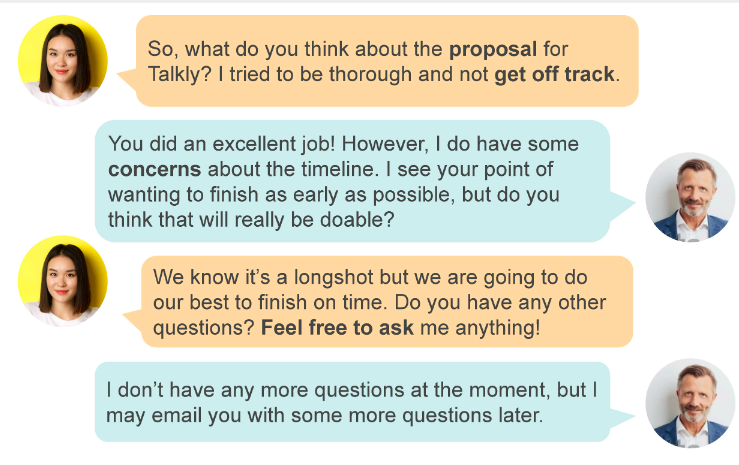 So, what do you think about the proposal for
Talkly? I tried to be thorough and not get off track.
You did an excellent job! However, I do have some
concerns about the timeline. I see your point of
wanting to finish as early as possible, but do you
think that will really be doable?
We know it’s a longshot but we are going to do
our best to finish on time. Do you have any other
questions? Feel free to ask me anything!
I don’t have any more questions at the moment, but I
may email you with some more questions later.